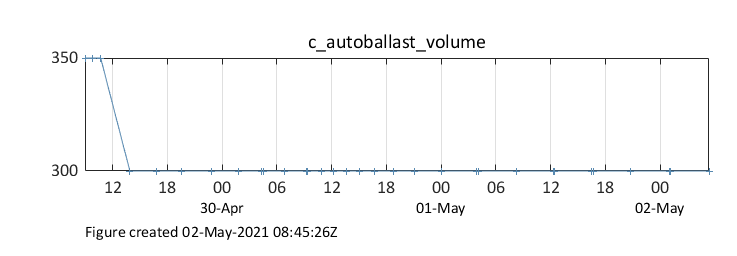 c_autoballast_volume
350
300
12 18 00 06 12 18 00 06 12 18 00
30-Apr 01-May 02-May
Figure created 02-May-2021 08:45:26Z